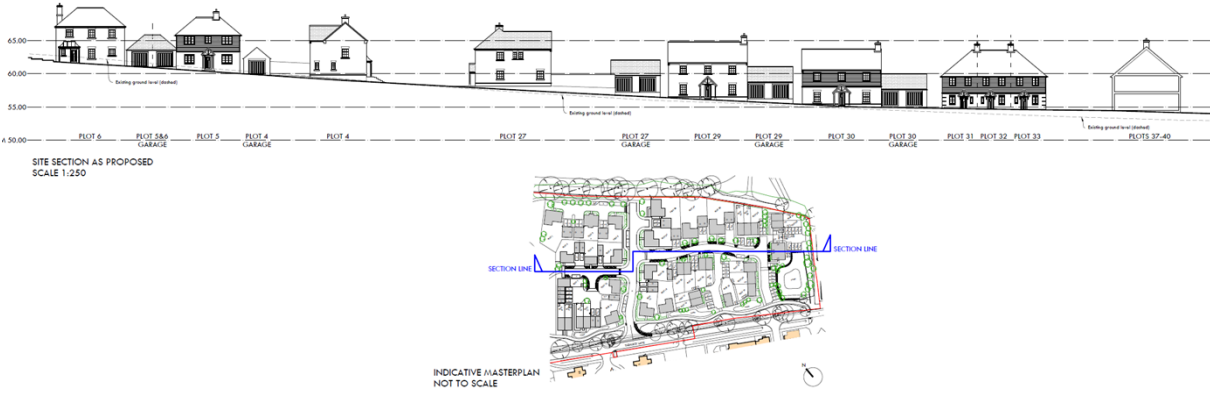 65.00
60.00
55.00
50.00
Existing ground level (dashed)
Existing ground level (dashed)
Existing ground level (dashed)
PLOT 6
PLOT 5&6
GARAGE
PLOT 5
PLOT 4
GARAGE
PLOT 4
PLOT 27
PLOT 27
GARAGE
PLOT 29
PLOT 29
GARAGE
PLOT 30
PLOT 30
GARAGE
PLOT 31
PLOT 32
PLOT 33
PLOTS 37-40
SITE SECTION AS PROPOSED
SCALE 1:250
SECTION LINE
SECTION LINE
INDICATIVE MASTERPLAN
NOT TO SCALE
N